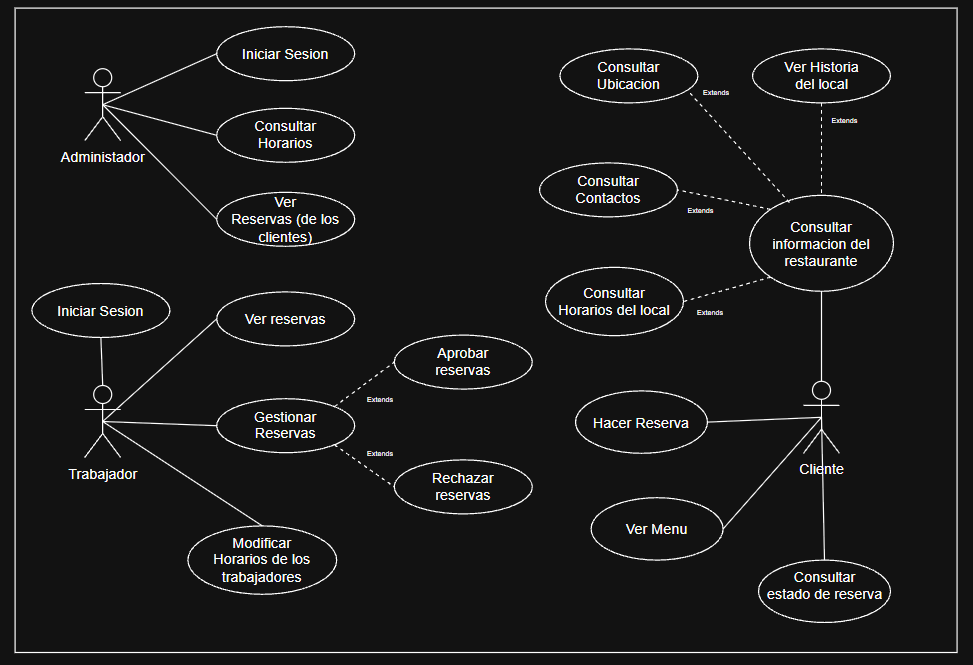 Iniciar Sesion
Consultar
Horarios
Administador
Ver
Reservas (de los
clientes)
Iniciar Sesion
Ver reservas
Aprobar
reservas
Extends
Gestionar
Reservas
Extends
Rechazar
reservas
Trabajador
Modificar
Horarios de los
trabajadores
Consultar
Ubicacion
Extends
Ver Historia
del local
Extends
Consultar
Contactos
Extends
Consultar
informacion del
restaurante
Consultar
Horarios del local
Extends
Hacer Reserva
Cliente
Ver Menu
Consultar
estado de reserva